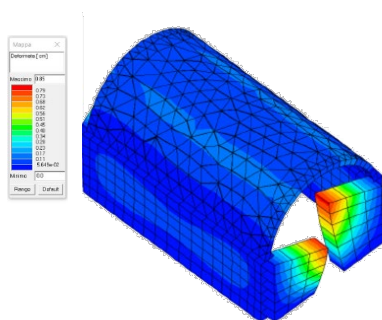 Mappa
Deformate [cm]
Massimo 0.85
0.79
0.73
0.68
0.62
0.56
0.51
0.45
0.40
0.34
0.28
0.23
0.17
0.11
5.645e-02
Minimo 0.0
Range Default